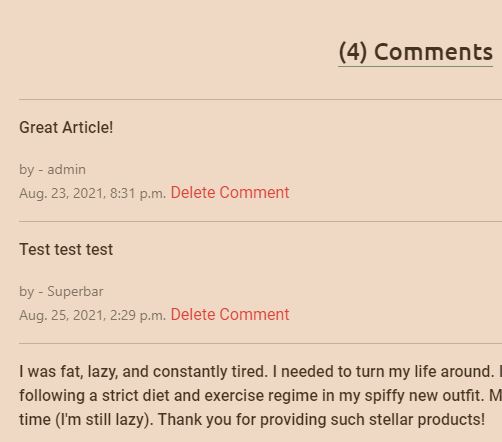 (4) Comments
Great Article!
by - admin
Aug. 23, 2021, 8:31 p.m. Delete Comment
Test test test
by - Superbar
Aug. 25, 2021, 2:29 p.m. Delete Comment
I was fat, lazy, and constantly tired. I needed to turn my life around.
following a strict diet and exercise regime in my spiffy new outfit.
time (I'm still lazy). Thank you for providing such stellar products!